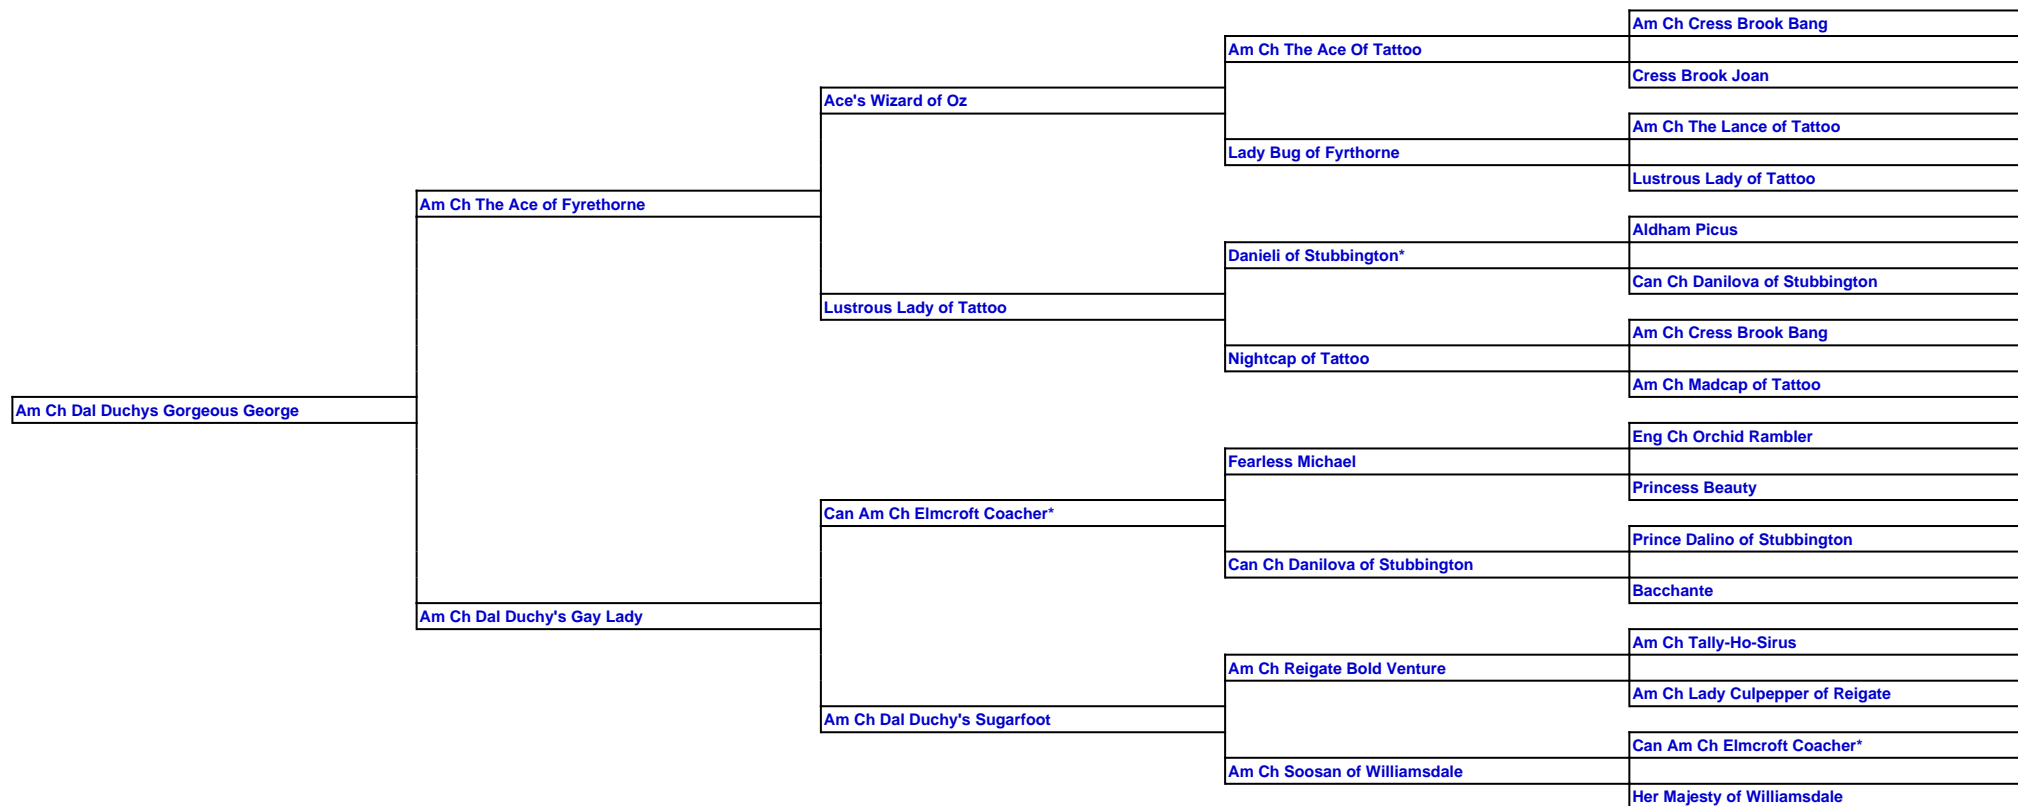 Am Ch Cress Brook Bang
Am Ch The Ace Of Tattoo
Cress Brook Joan
Ace's Wizard of Oz
Am Ch The Lance of Tattoo
Lady Bug of Fyrthorne
Lustrous Lady of Tattoo
Am Ch The Ace of Fyrethorne
Aldham Picus
Danieli of Stubbington*
Can Ch Danilova of Stubbington
Lustrous Lady of Tattoo
Am Ch Cress Brook Bang
Nightcap of Tattoo
Am Ch Madcap of Tattoo
Am Ch Dal Duchys Gorgeous George
Eng Ch Orchid Rambler
Fearless Michael
Princess Beauty
Can Am Ch Elmcroft Coacher*
Prince Dalino of Stubbington
Can Ch Danilova of Stubbington
Bacchante
Am Ch Dal Duchy's Gay Lady
Am Ch Tally-Ho-Sirus
Am Ch Reigate Bold Venture
Am Ch Lady Culpepper of Reigate
Am Ch Dal Duchy's Sugarfoot
Can Am Ch Elmcroft Coacher*
Am Ch Soosan of Williamsdale
Her Majesty of Williamsdale